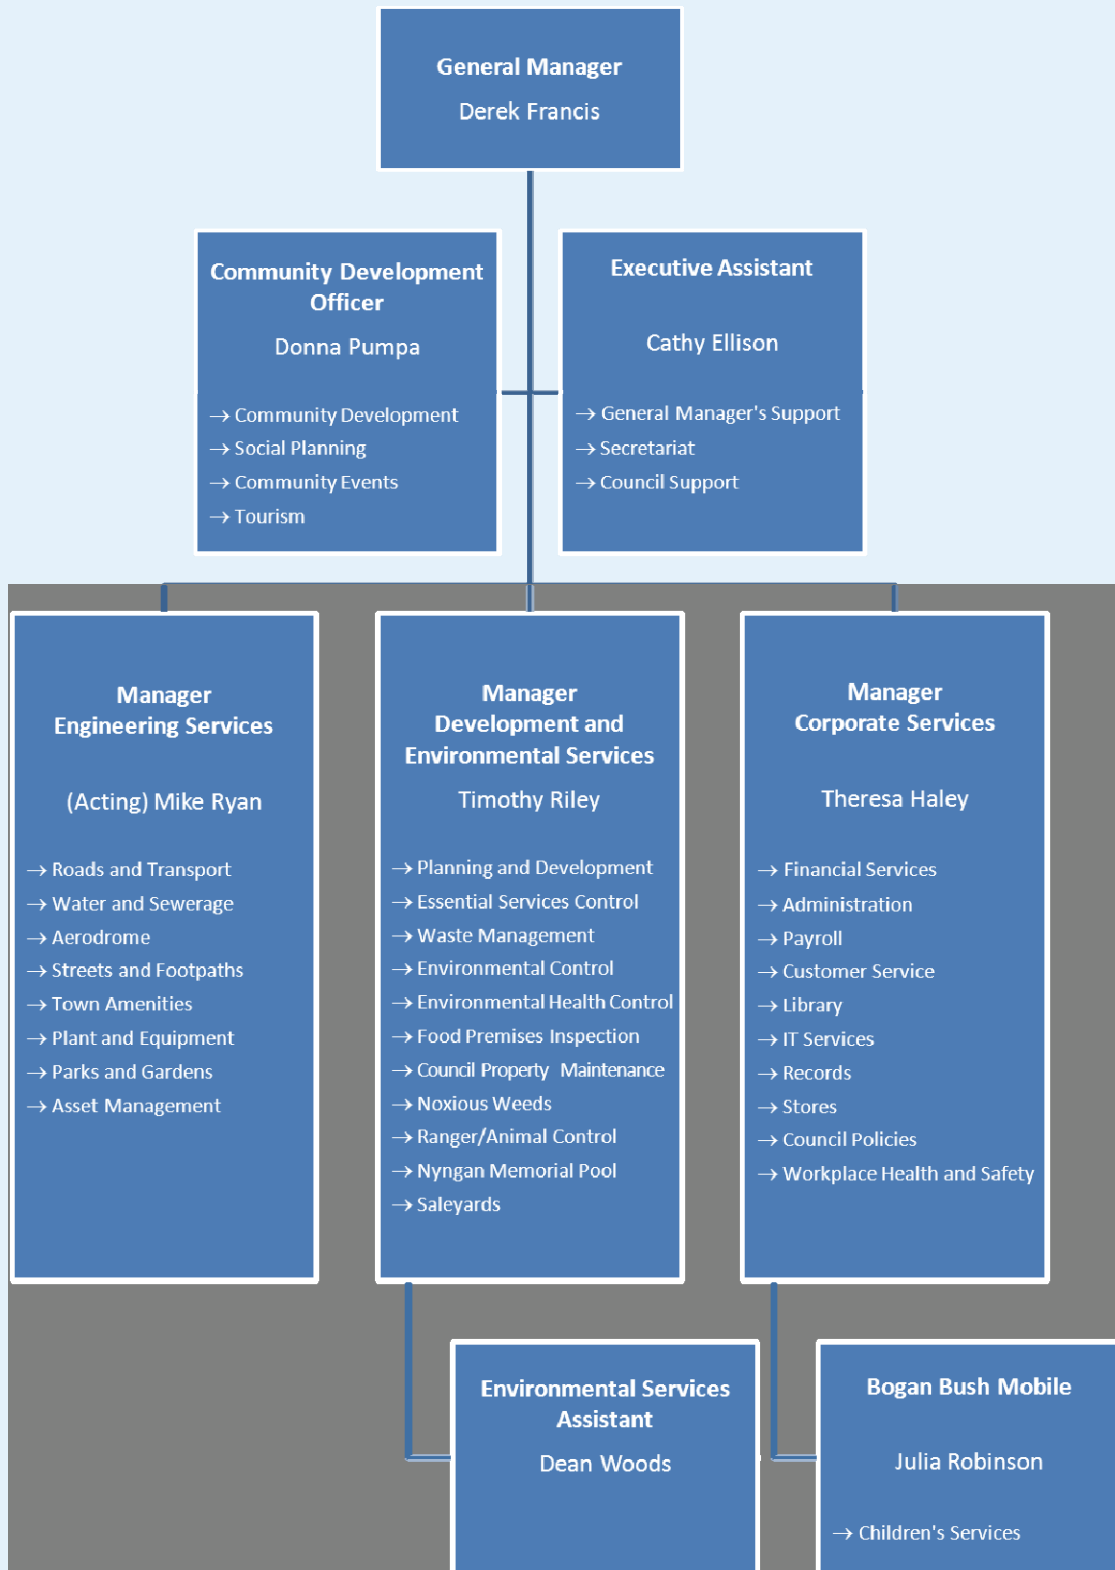 General Manager
Derek Francis
Community Development
Officer
Donna Pumpa
→ Community Development
→ Social Planning
→ Community Events
→ Tourism
Executive Assistant
Cathy Ellison
→ General Manager's Support
→ Secretariat
→ Council Support
Manager
Engineering Services
(Acting) Mike Ryan
→ Roads and Transport
→ Water and Sewerage
→ Aerodrome
→ Streets and Footpaths
→ Town Amenities
→ Plant and Equipment
→ Parks and Gardens
→ Asset Management
Manager
Development and
Environmental Services
Timothy Riley
→ Planning and Development
→ Essential Services Control
→ Waste Management
→ Environmental Control
→ Environmental Health Control
→ Food Premises Inspection
→ Council Property Maintenance
→ Noxious Weeds
→ Ranger/Animal Control
→ Nyngan Memorial Pool
→ Saleyards
Manager
Corporate Services
Theresa Haley
→ Financial Services
→ Administration
→ Payroll
→ Customer Service
→ Library
→ IT Services
→ Records
→ Stores
→ Council Policies
→ Workplace Health and Safety
Environmental Services
Assistant
Dean Woods
Bogan Bush Mobile
Julia Robinson
→ Children's Services